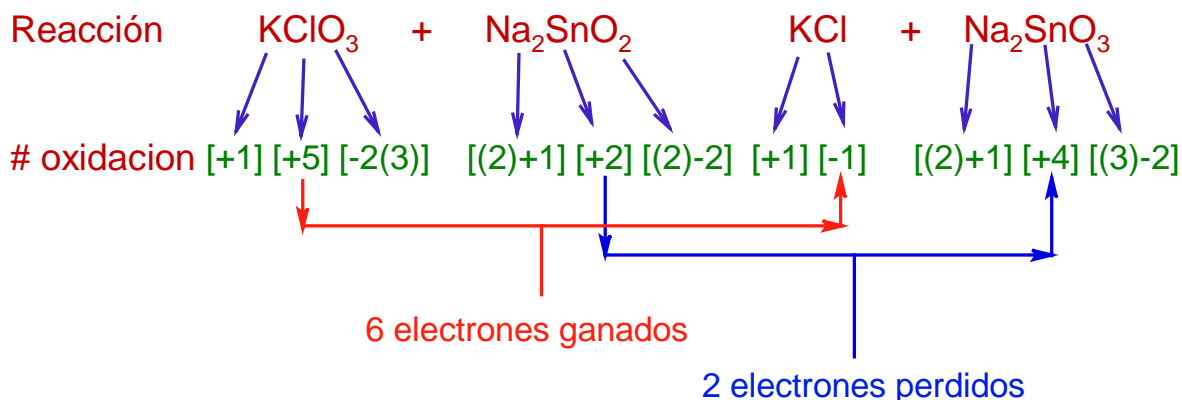 Reacción KClO3 + Na2SnO2 KCl + Na2SnO3
# oxidacion [+1] [+5] [-2(3)] [(2)+1] [+2] [(2)-2] [+1] [-1] [(2)+1] [+4] [(3)-2]
6 electrones ganados
2 electrones perdidos